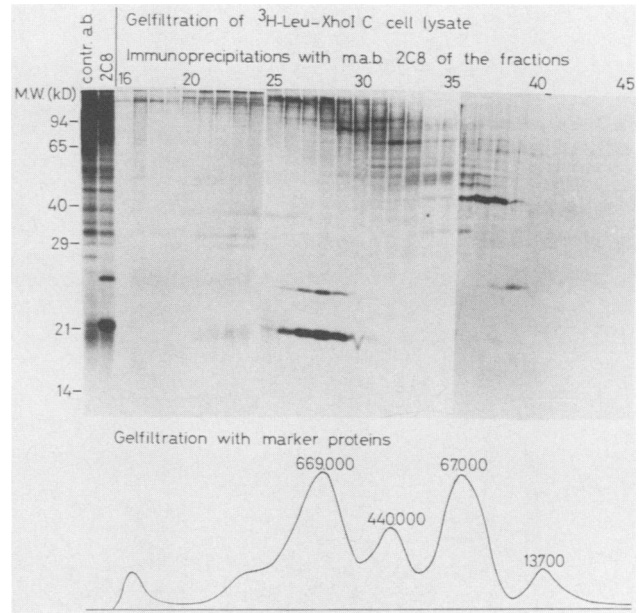 contr. a.b
2C8
Gelfiltration of ³H-Leu-XhoI C cell lysate
Immunoprecipitations with m.a.b. 2C8 of the fractions
16 20 25 30 35 40 45
M.W.(kD)
94-
65-
40-
29-
21-
14-
Gelfiltration with marker proteins
669000
440000
67000
13700